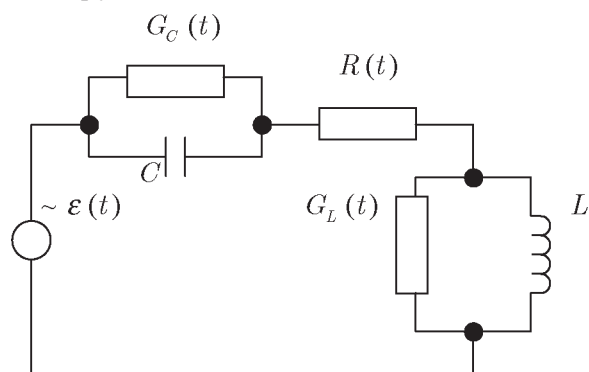 G_C (t)
R (t)
C
~ ε (t)
G_L (t)
L